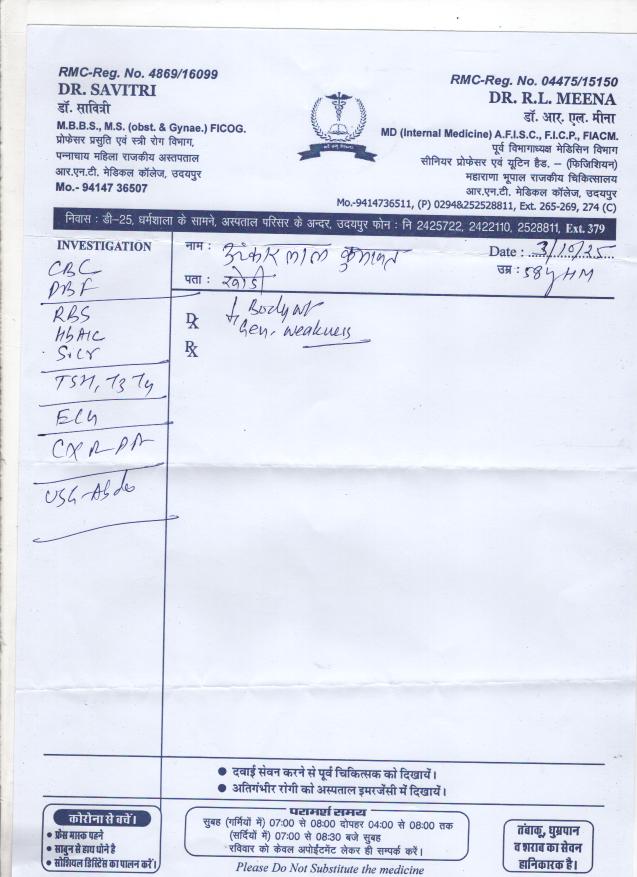 RMC-Reg. No. 4869/16099
DR. SAVITRI
डॉ. सावित्री
M.B.B.S., M.S. (obst. & Gynae.) FICOG.
प्रोफेसर प्रसुति एवं स्त्री रोग विभाग,
पन्नाचाय महिला राजकीय अस्तपताल
आर.एन.टी. मेडिकल कॉलेज, उदयपुर
Mo.- 94147 36507
RMC-Reg. No. 04475/15150
DR. R.L. MEENA
डॉ. आर. एल. मीना
MD (Internal Medicine) A.F.I.S.C., F.I.C.P., FIACM.
पूर्व विभागाध्यक्ष मेडिसिन विभाग
सीनियर प्रोफेसर एवं यूटिन हैड. – (फिजिशियन)
महाराणा भूपाल राजकीय चिकित्सालय
आर.एन.टी. मेडिकल कॉलेज, उदयपुर
Mo.-9414736511, (P) 0294&252528811, Ext. 265-269, 274 (C)
निवास : डी-25, धर्मशाला के सामने, अस्पताल परिसर के अन्दर, उदयपुर फोन : नि 2425722, 2422110, 2528811, Ext. 379
INVESTIGATION
CBC
PBF
RBS
HbA1C
S.Cr
TSH, T3 T4
ECG
CXR-PA
USG-Abdo
नाम : उंकार लाल कुमावत
Date : 3/10/25
पता : खोडी
उम्र : 58y HM
Dx
↓ Body wt
Gen. weakness
Rx
● दवाई सेवन करने से पूर्व चिकित्सक को दिखायें।
● अतिगंभीर रोगी को अस्पताल इमरजेंसी में दिखायें।
कोरोना से बचें।
● फ्रेस मास्क पहने
● साबुन से हाथ धोने है
● सोशियल डिस्टिेंस का पालन करें।
परामर्श समय
सुबह (गर्मियों में) 07:00 से 08:00 दोपहर 04:00 से 08:00 तक
(सर्दियों में) 07:00 से 08:30 बजे सुबह
रविवार को केवल अपोईंटमेंट लेकर ही सम्पर्क करें।
Please Do Not Substitute the medicine
तंबाकू, धुम्रपान
व शराब का सेवन
हानिकारक है।